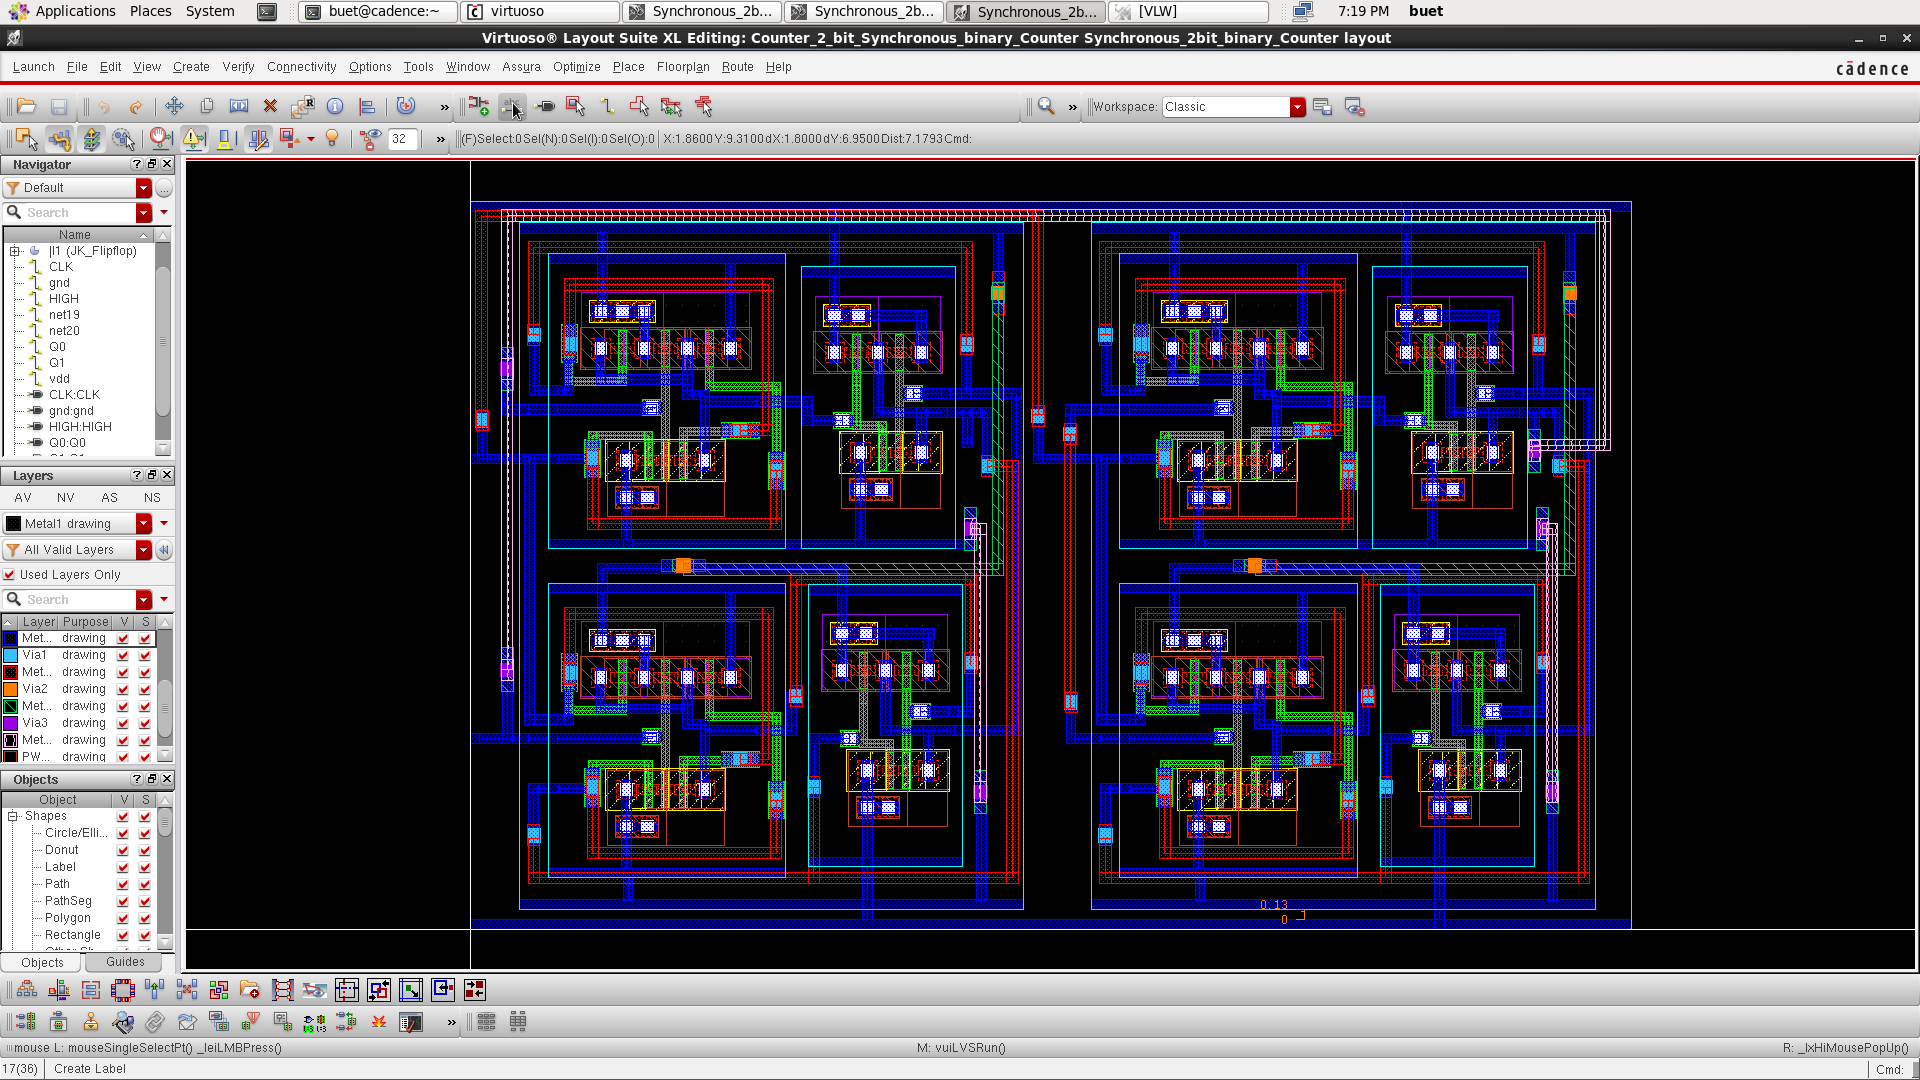 Applications Places System buet@cadence:~ virtuoso Synchronous_2b... Synchronous_2b... Synchronous_2b... [VLW] 7:19 PM buet
Virtuoso® Layout Suite XL Editing: Counter_2_bit_Synchronous_binary_Counter Synchronous_2bit_binary_Counter layout
Launch File Edit View Create Verify Connectivity Options Tools Window Assura Optimize Place Floorplan Route Help
cādence
» » Workspace: Classic
32 » (F)Select:0 Sel(N):0 Sel(I):0 Sel(O):0 X:1.8600 Y:9.3100 dX:1.8000 dY:6.9500 Dist:7.1793 Cmd:
Navigator
Default
Search
Name
|I1 (JK_Flipflop)
CLK
gnd
HIGH
net19
net20
Q0
Q1
vdd
CLK:CLK
gnd:gnd
HIGH:HIGH
Q0:Q0
Layers
AV NV AS NS
Metal1 drawing
All Valid Layers
Used Layers Only
Search
Layer Purpose V S
Met... drawing
Via1 drawing
Met... drawing
Via2 drawing
Met... drawing
Via3 drawing
Met... drawing
PW... drawing
Objects
Object V S
Shapes
Circle/Elli...
Donut
Label
Path
PathSeg
Polygon
Rectangle
Objects Guides
0.13
0
»
mouse L: mouseSingleSelectPt() _leiLMBPress() M: vuiLVSRun() R: _lxHiMousePopUp()
17(36) Create Label Cmd: